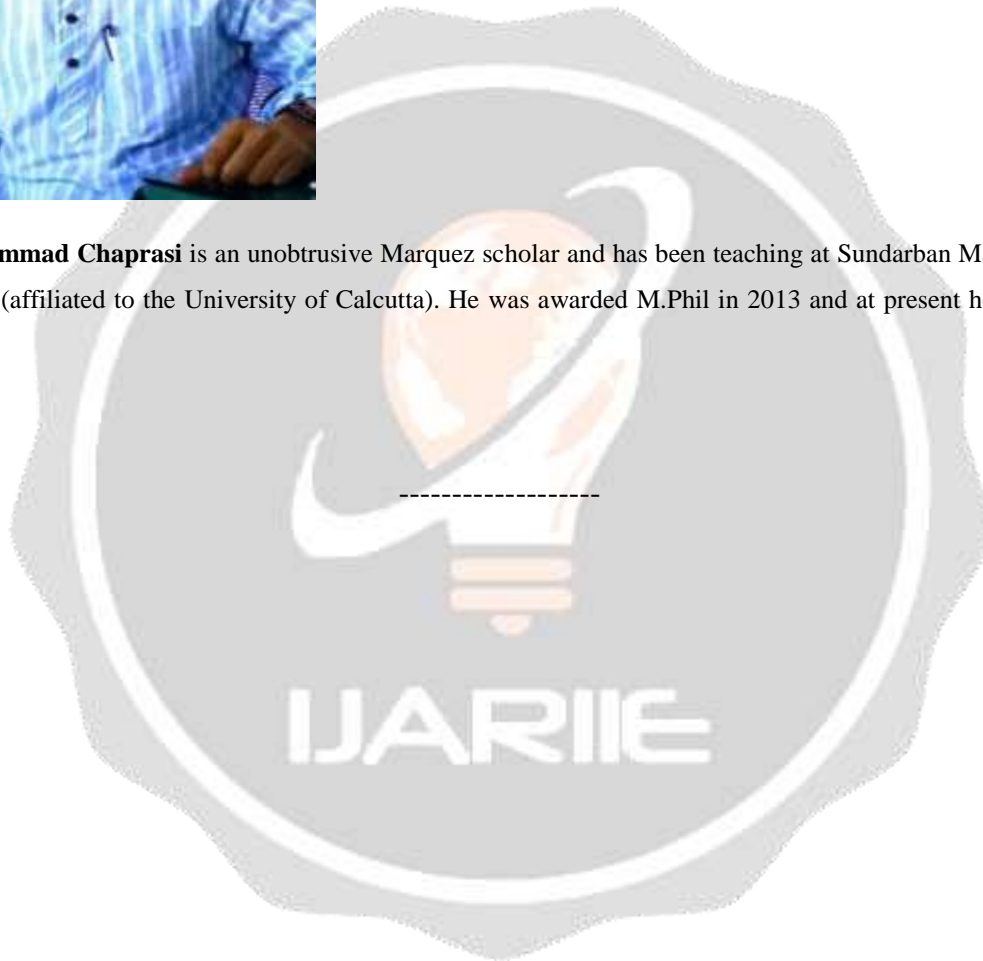 mmad Chaprasi is an unobtrusive Marquez scholar and has been teaching at Sundarban M
(affiliated to the University of Calcutta). He was awarded M.Phil in 2013 and at present h
-------------------
IJARIIE